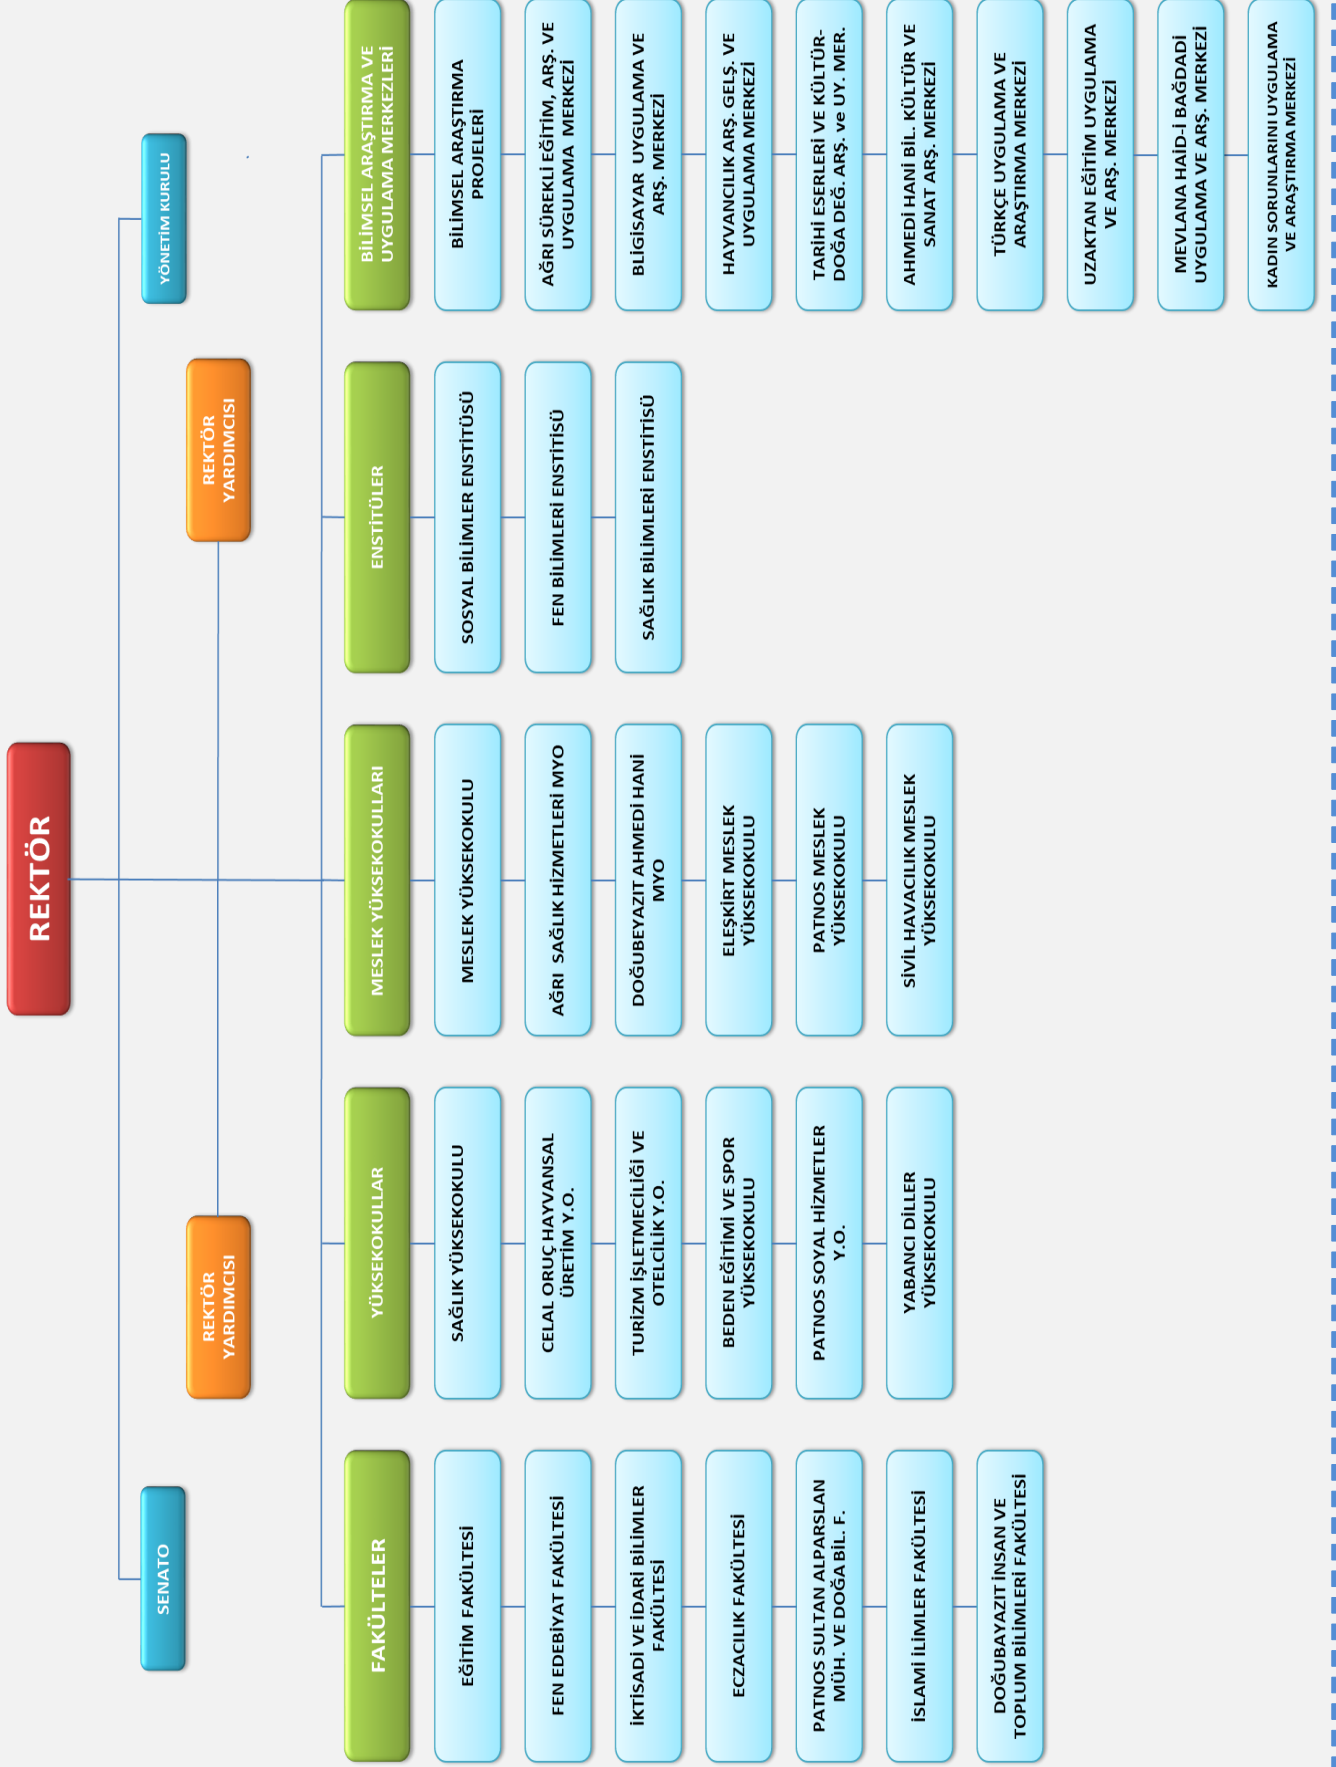 REKTÖR
SENATO
YÖNETİM KURULU
REKTÖR
YARDIMCISI
REKTÖR
YARDIMCISI
FAKÜLTELER
EĞİTİM FAKÜLTESİ
FEN EDEBİYAT FAKÜLTESİ
İKTİSADİ VE İDARİ BİLİMLER
FAKÜLTESİ
ECZACILIK FAKÜLTESİ
PATNOS SULTAN ALPARSLAN
MÜH. VE DOĞA BİL. F.
İSLAMİ İLİMLER FAKÜLTESİ
DOĞUBAYAZIT İNSAN VE
TOPLUM BİLİMLERİ FAKÜLTESİ
YÜKSEKOKULLAR
SAĞLIK YÜKSEKOKULU
CELAL ORUÇ HAYVANSAL
ÜRETİM Y.O.
TURİZM İŞLETMECİLİĞİ VE
OTELCİLİK Y.O.
BEDEN EĞİTİMİ VE SPOR
YÜKSEKOKULU
PATNOS SOYAL HİZMETLER
Y.O.
YABANCI DİLLER
YÜKSEKOKULU
MESLEK YÜKSEKOKULLARI
MESLEK YÜKSEKOKULU
AĞRI SAĞLIK HİZMETLERİ MYO
DOĞUBEYAZIT AHMEDİ HANİ
MYO
ELEŞKİRT MESLEK
YÜKSEKOKULU
PATNOS MESLEK
YÜKSEKOKULU
SİVİL HAVACILIK MESLEK
YÜKSEKOKULU
ENSTİTÜLER
SOSYAL BİLİMLER ENSTİTÜSÜ
FEN BİLİMLERİ ENSTİTİSÜ
SAĞLIK BİLİMLERİ ENSTİTİSÜ
BİLİMSEL ARAŞTIRMA VE
UYGULAMA MERKEZLERİ
BİLİMSEL ARAŞTIRMA
PROJELERİ
AĞRI SÜREKLİ EĞİTİM, ARŞ. VE
UYGULAMA MERKEZİ
BLİGİSAYAR UYGULAMA VE
ARŞ. MERKEZİ
HAYVANCILIK ARŞ. GELŞ. VE
UYGULAMA MERKEZİ
TARİHİ ESERLERİ VE KÜLTÜR-
DOĞA DEĞ. ARŞ. ve UY. MER.
AHMEDİ HANİ BİL. KÜLTÜR VE
SANAT ARŞ. MERKEZİ
TÜRKÇE UYGULAMA VE
ARAŞTIRMA MERKEZİ
UZAKTAN EĞİTİM UYGULAMA
VE ARŞ. MERKEZİ
MEVLANA HAİD-İ BAĞDADİ
UYGULAMA VE ARŞ. MERKEZİ
KADIN SORUNLARINI UYGULAMA
VE ARAŞTIRMA MERKEZİ